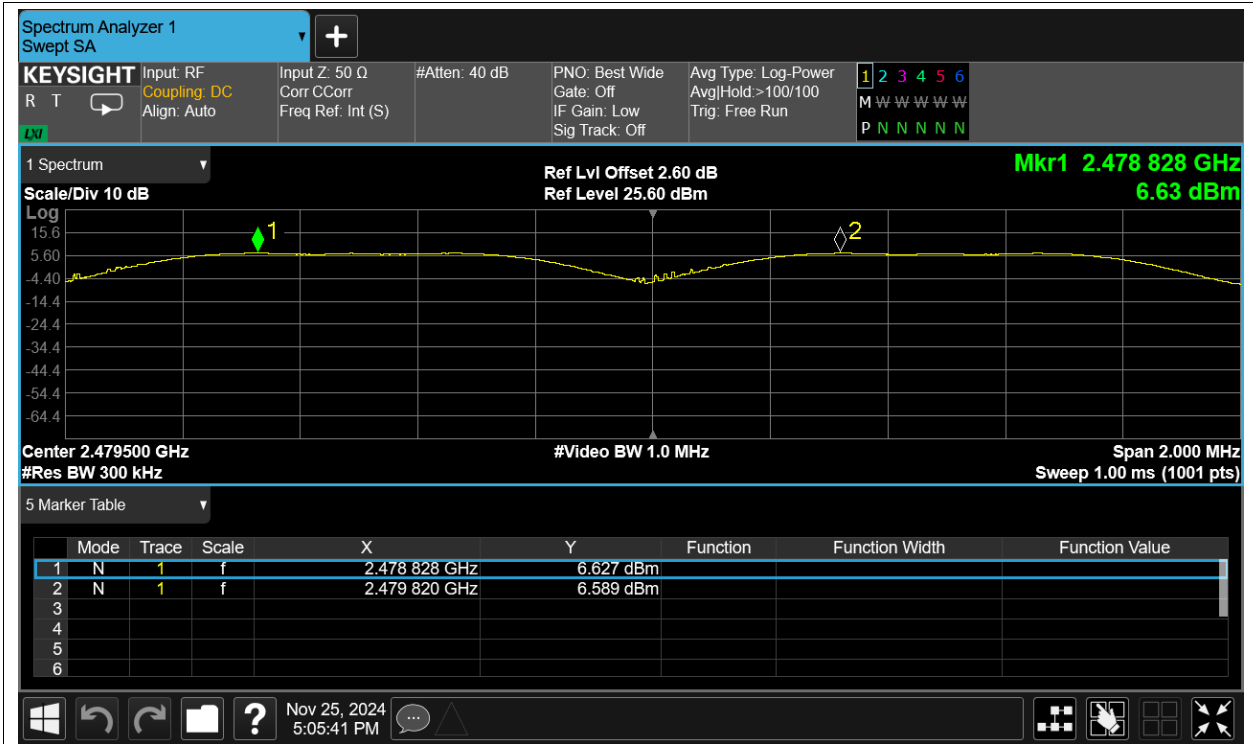 Spectrum Analyzer 1
Swept SA
KEYSIGHT
R T
LXI
Input: RF
Coupling: DC
Align: Auto
Input Z: 50 Ω
Corr CCorr
Freq Ref: Int (S)
#Atten: 40 dB
PNO: Best Wide
Gate: Off
IF Gain: Low
Sig Track: Off
Avg Type: Log-Power
Avg|Hold:>100/100
Trig: Free Run
1 2 3 4 5 6
M W W W W W
P N N N N N
1 Spectrum
Scale/Div 10 dB
Ref Lvl Offset 2.60 dB
Ref Level 25.60 dBm
Mkr1 2.478 828 GHz
6.63 dBm
Log
15.6
5.60
-4.40
-14.4
-24.4
-34.4
-44.4
-54.4
-64.4
1
2
Center 2.479500 GHz
#Video BW 1.0 MHz
Span 2.000 MHz
#Res BW 300 kHz
Sweep 1.00 ms (1001 pts)
5 Marker Table
Mode Trace Scale X Y Function Function Width Function Value
1 N 1 f 2.478 828 GHz 6.627 dBm
2 N 1 f 2.479 820 GHz 6.589 dBm
3
4
5
6
?
Nov 25, 2024
5:05:41 PM